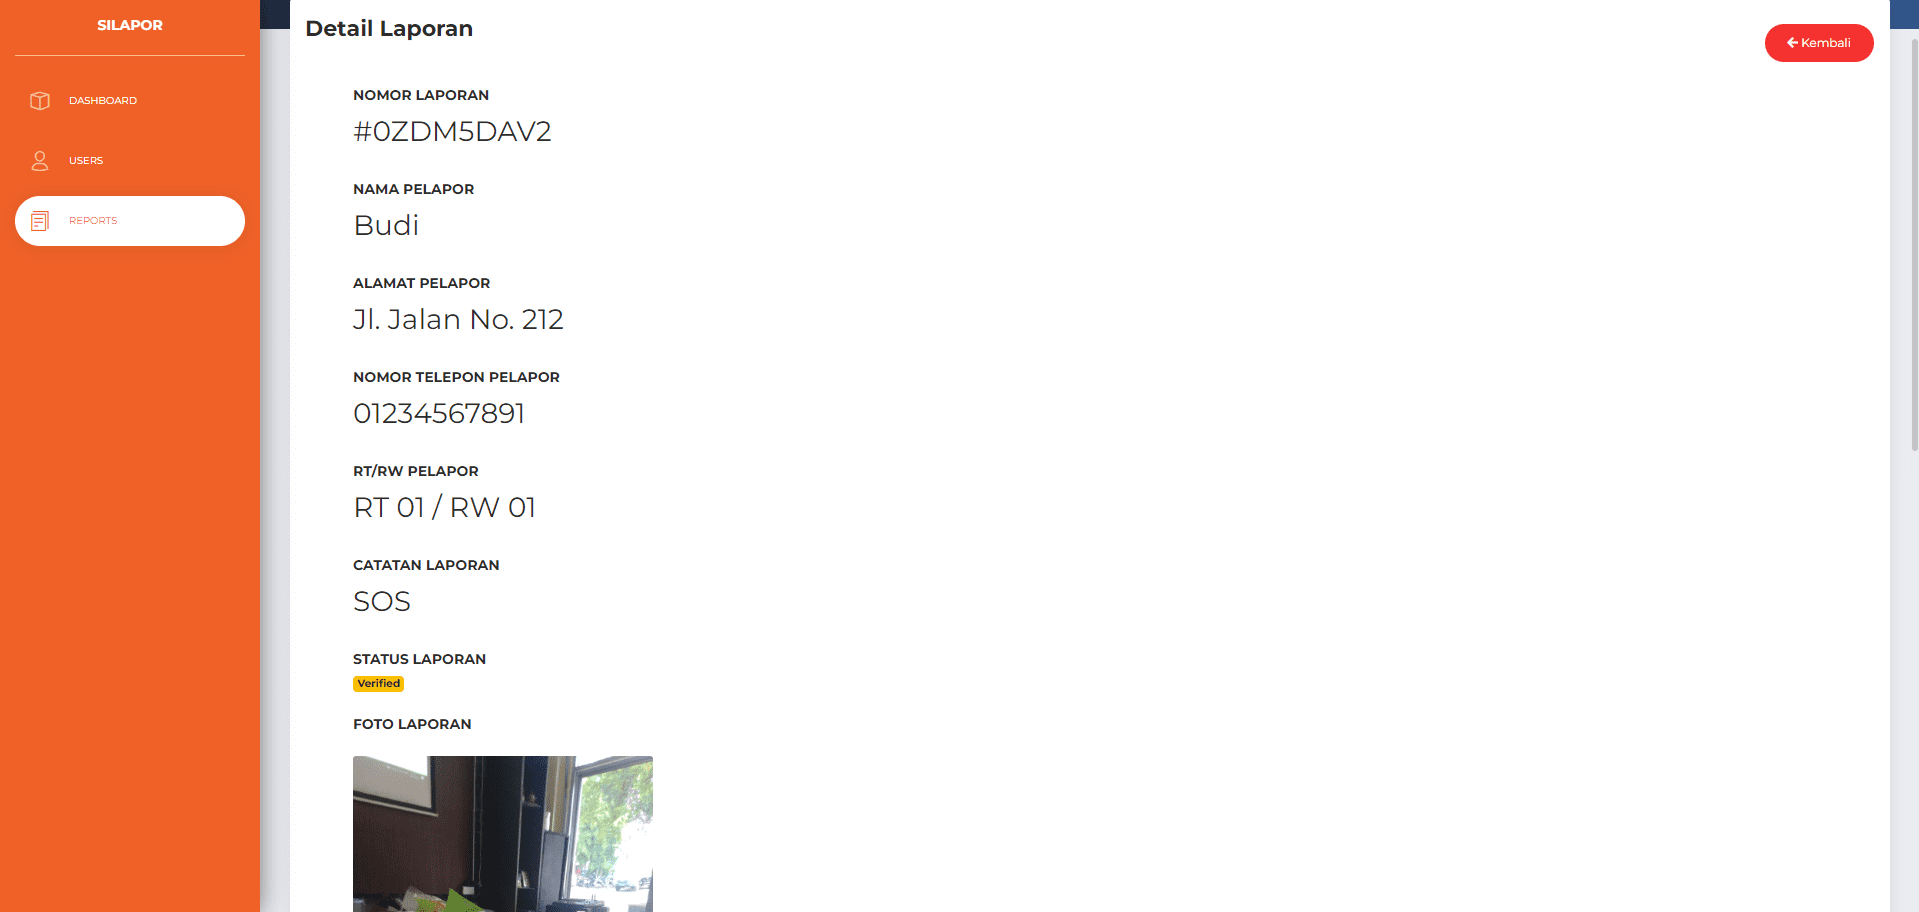 SILAPOR
DASHBOARD
USERS
REPORTS
Detail Laporan
Kembali
NOMOR LAPORAN
#0ZDM5DAV2
NAMA PELAPOR
Budi
ALAMAT PELAPOR
Jl. Jalan No. 212
NOMOR TELEPON PELAPOR
01234567891
RT/RW PELAPOR
RT 01 / RW 01
CATATAN LAPORAN
SOS
STATUS LAPORAN
Verified
FOTO LAPORAN